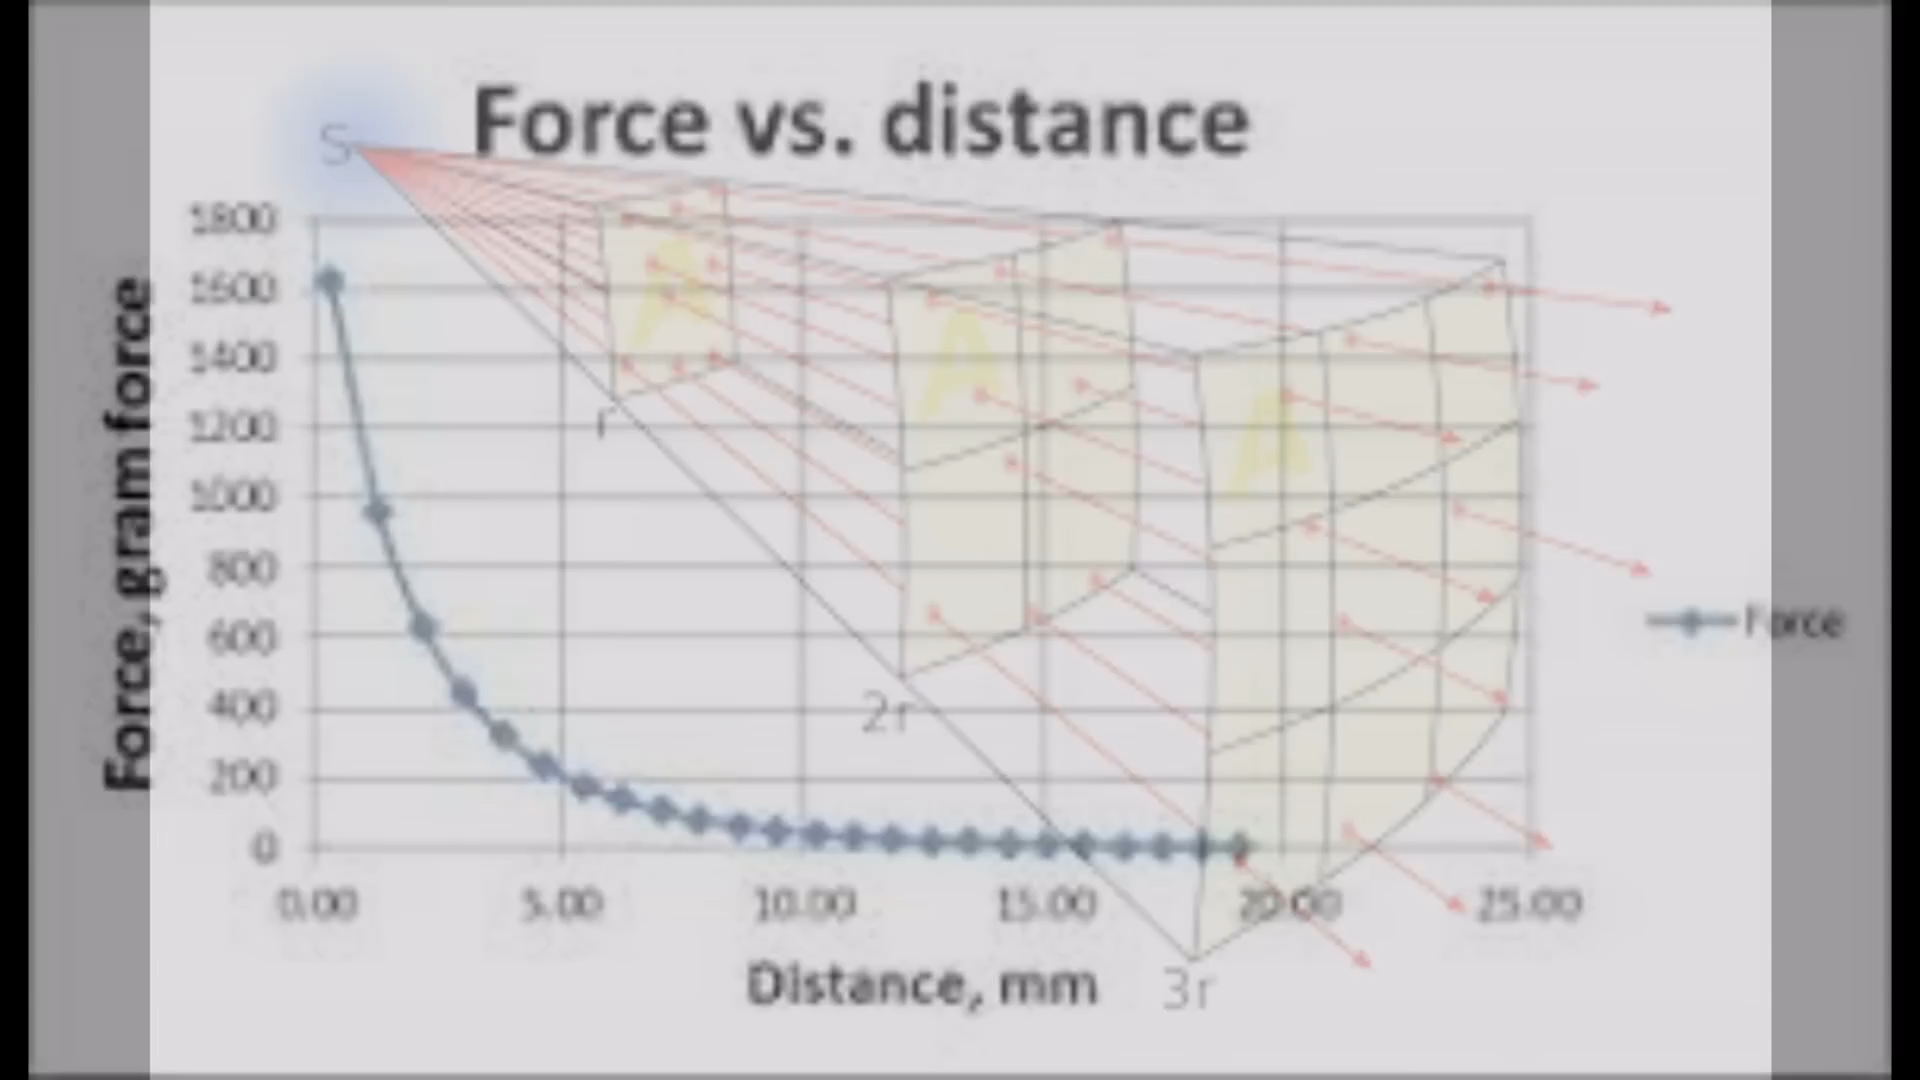 Force vs. distance
S
1800
1600
1400
1200
1000
800
600
400
200
0
Force, gram force
A
A
A
r
2r
3r
Force
0.00
5.00
10.00
15.00
20.00
25.00
Distance, mm